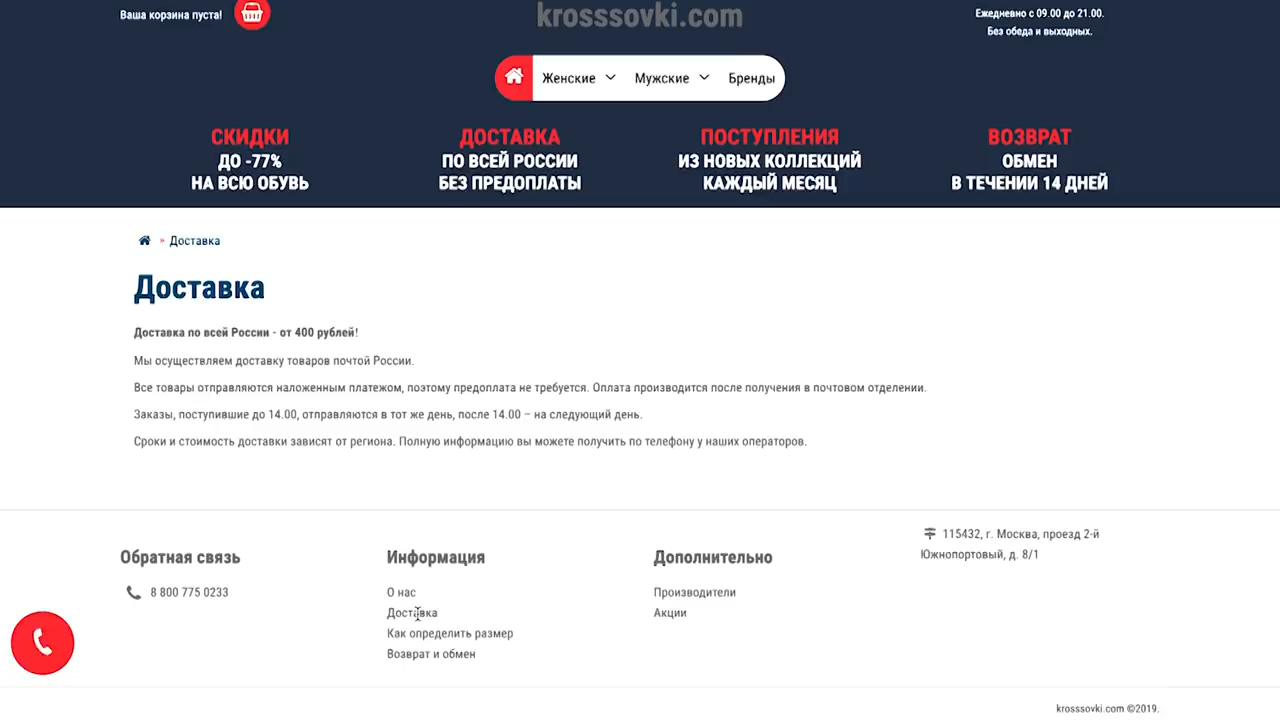 Ваша корзина пуста!
krosssovki.com
Ежедневно с 09.00 до 21.00.
Без обеда и выходных.
Женские Мужские Бренды
СКИДКИ
ДО -77%
НА ВСЮ ОБУВЬ
ДОСТАВКА
ПО ВСЕЙ РОССИИ
БЕЗ ПРЕДОПЛАТЫ
ПОСТУПЛЕНИЯ
ИЗ НОВЫХ КОЛЛЕКЦИЙ
КАЖДЫЙ МЕСЯЦ
ВОЗВРАТ
ОБМЕН
В ТЕЧЕНИИ 14 ДНЕЙ
» Доставка
Доставка
Доставка по всей России - от 400 рублей!
Мы осуществляем доставку товаров почтой России.
Все товары отправляются наложенным платежом, поэтому предоплата не требуется. Оплата производится после получения в почтовом отделении.
Заказы, поступившие до 14.00, отправляются в тот же день, после 14.00 – на следующий день.
Сроки и стоимость доставки зависят от региона. Полную информацию вы можете получить по телефону у наших операторов.
Обратная связь
8 800 775 0233
Информация
О нас
Доставка
Как определить размер
Возврат и обмен
Дополнительно
Производители
Акции
115432, г. Москва, проезд 2-й
Южнопортовый, д. 8/1
krosssovki.com ©2019.